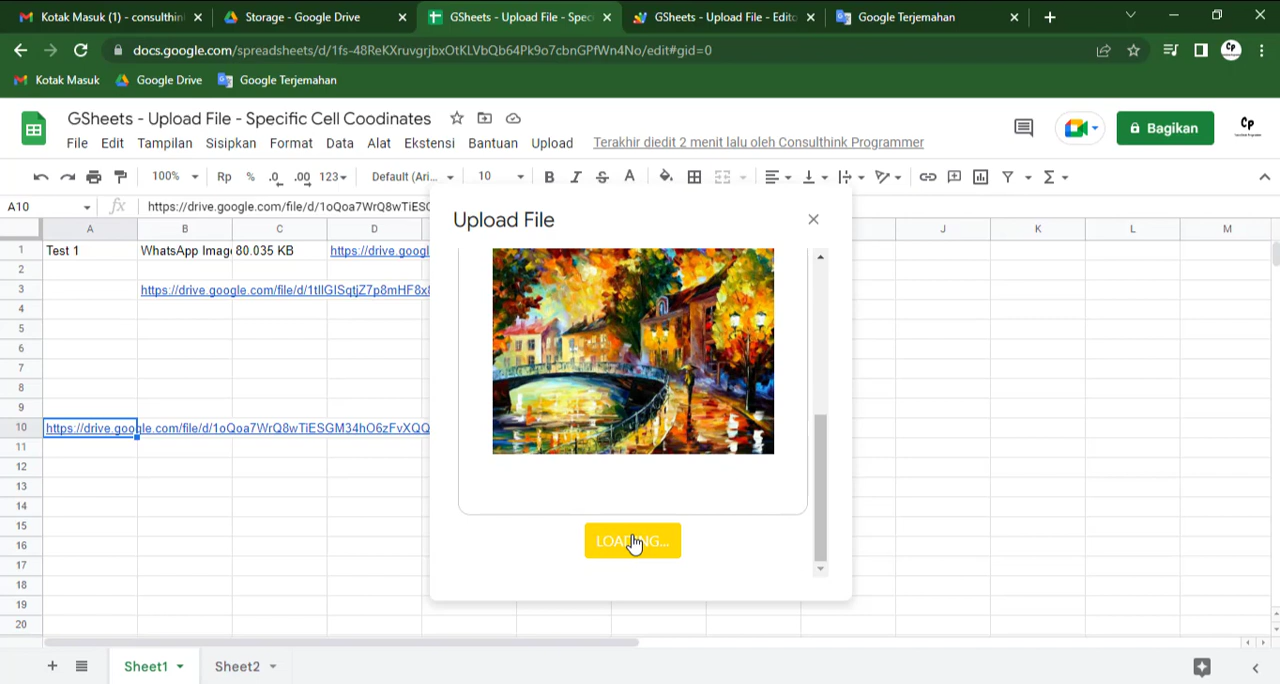 Kotak Masuk (1) - consulthin
Storage - Google Drive
GSheets - Upload File - Spec
GSheets - Upload File - Edito
Google Terjemahan
docs.google.com/spreadsheets/d/1fs-48ReKXruvgrjbxOtKLVbQb64Pk9o7cbnGPfWn4No/edit#gid=0
Kotak Masuk
Google Drive
Google Terjemahan
GSheets - Upload File - Specific Cell Coodinates
File Edit Tampilan Sisipkan Format Data Alat Ekstensi Bantuan Upload
Terakhir diedit 2 menit lalu oleh Consulthink Programmer
Bagikan
Cp
100% Rp % .0 .00 123 Default (Ari... 10 B I S A
A10 fx https://drive.google.com/file/d/1oQoa7WrQ8wTiESG
Upload File
A B C D J K L M
1 Test 1 WhatsApp Imag 80.035 KB https://drive.googl
2
3 https://drive.google.com/file/d/1tIlGISqtjZ7p8mHF8x
4
5
6
7
8
9
10 https://drive.google.com/file/d/1oQoa7WrQ8wTiESGM34hO6zFvXQQ
11
12
13
14
15
16 LOADING...
17
18
19
20
Sheet1 Sheet2